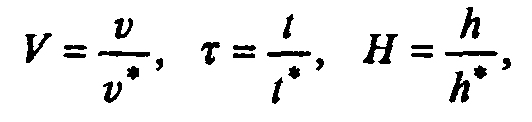 V = v/v*, τ = t/t*, H = h/h*,